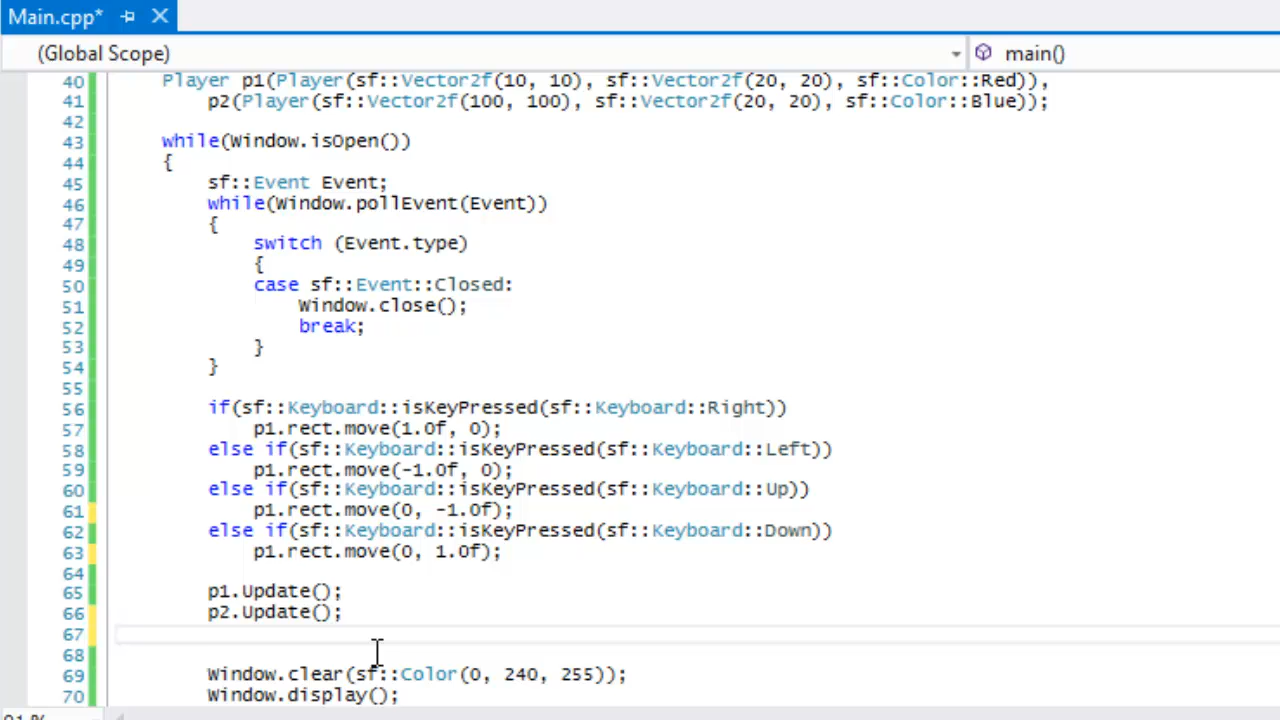 Main.cpp*
(Global Scope) main()
40 Player p1(Player(sf::Vector2f(10, 10), sf::Vector2f(20, 20), sf::Color::Red)),
41 p2(Player(sf::Vector2f(100, 100), sf::Vector2f(20, 20), sf::Color::Blue));
42
43 while(Window.isOpen())
44 {
45 sf::Event Event;
46 while(Window.pollEvent(Event))
47 {
48 switch (Event.type)
49 {
50 case sf::Event::Closed:
51 Window.close();
52 break;
53 }
54 }
55
56 if(sf::Keyboard::isKeyPressed(sf::Keyboard::Right))
57 p1.rect.move(1.0f, 0);
58 else if(sf::Keyboard::isKeyPressed(sf::Keyboard::Left))
59 p1.rect.move(-1.0f, 0);
60 else if(sf::Keyboard::isKeyPressed(sf::Keyboard::Up))
61 p1.rect.move(0, -1.0f);
62 else if(sf::Keyboard::isKeyPressed(sf::Keyboard::Down))
63 p1.rect.move(0, 1.0f);
64
65 p1.Update();
66 p2.Update();
67
68
69 Window.clear(sf::Color(0, 240, 255));
70 Window.display();